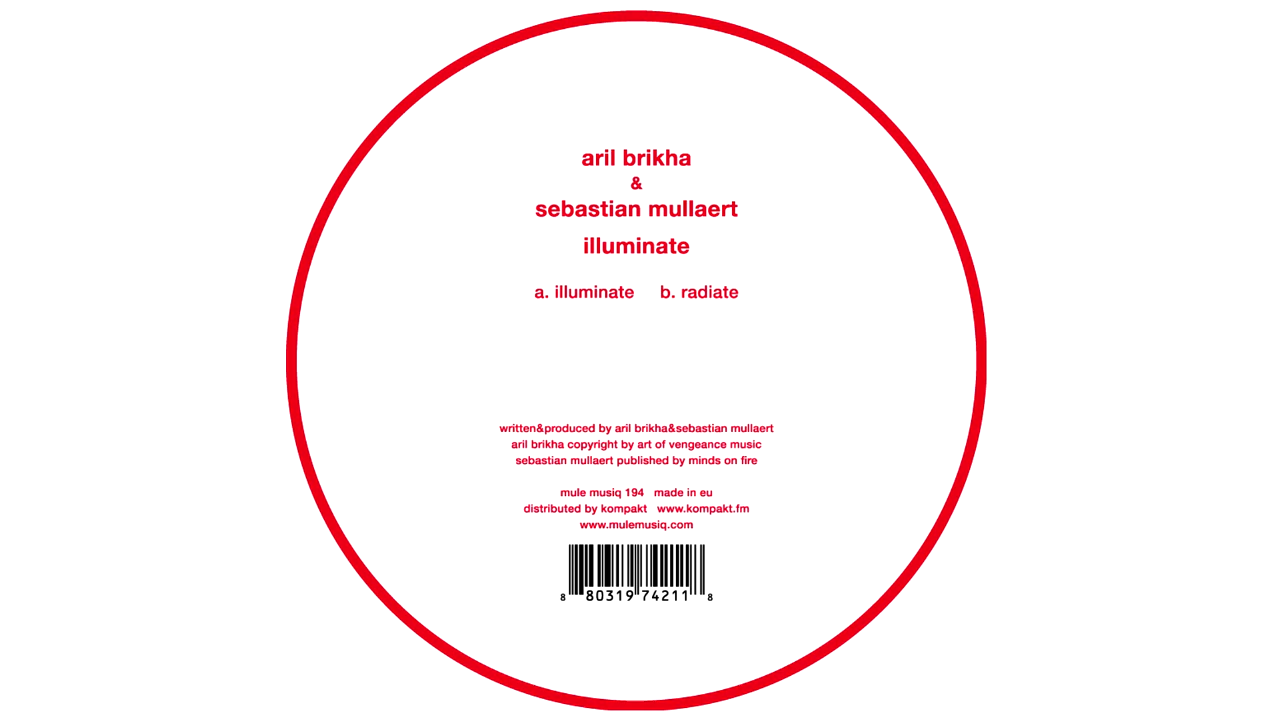 aril brikha
&
sebastian mullaert
illuminate
a. illuminate b. radiate
written&produced by aril brikha&sebastian mullaert
aril brikha copyright by art of vengeance music
sebastian mullaert published by minds on fire
mule musiq 194 made in eu
distributed by kompakt www.kompakt.fm
www.mulemusiq.com
8 80319 74211 8